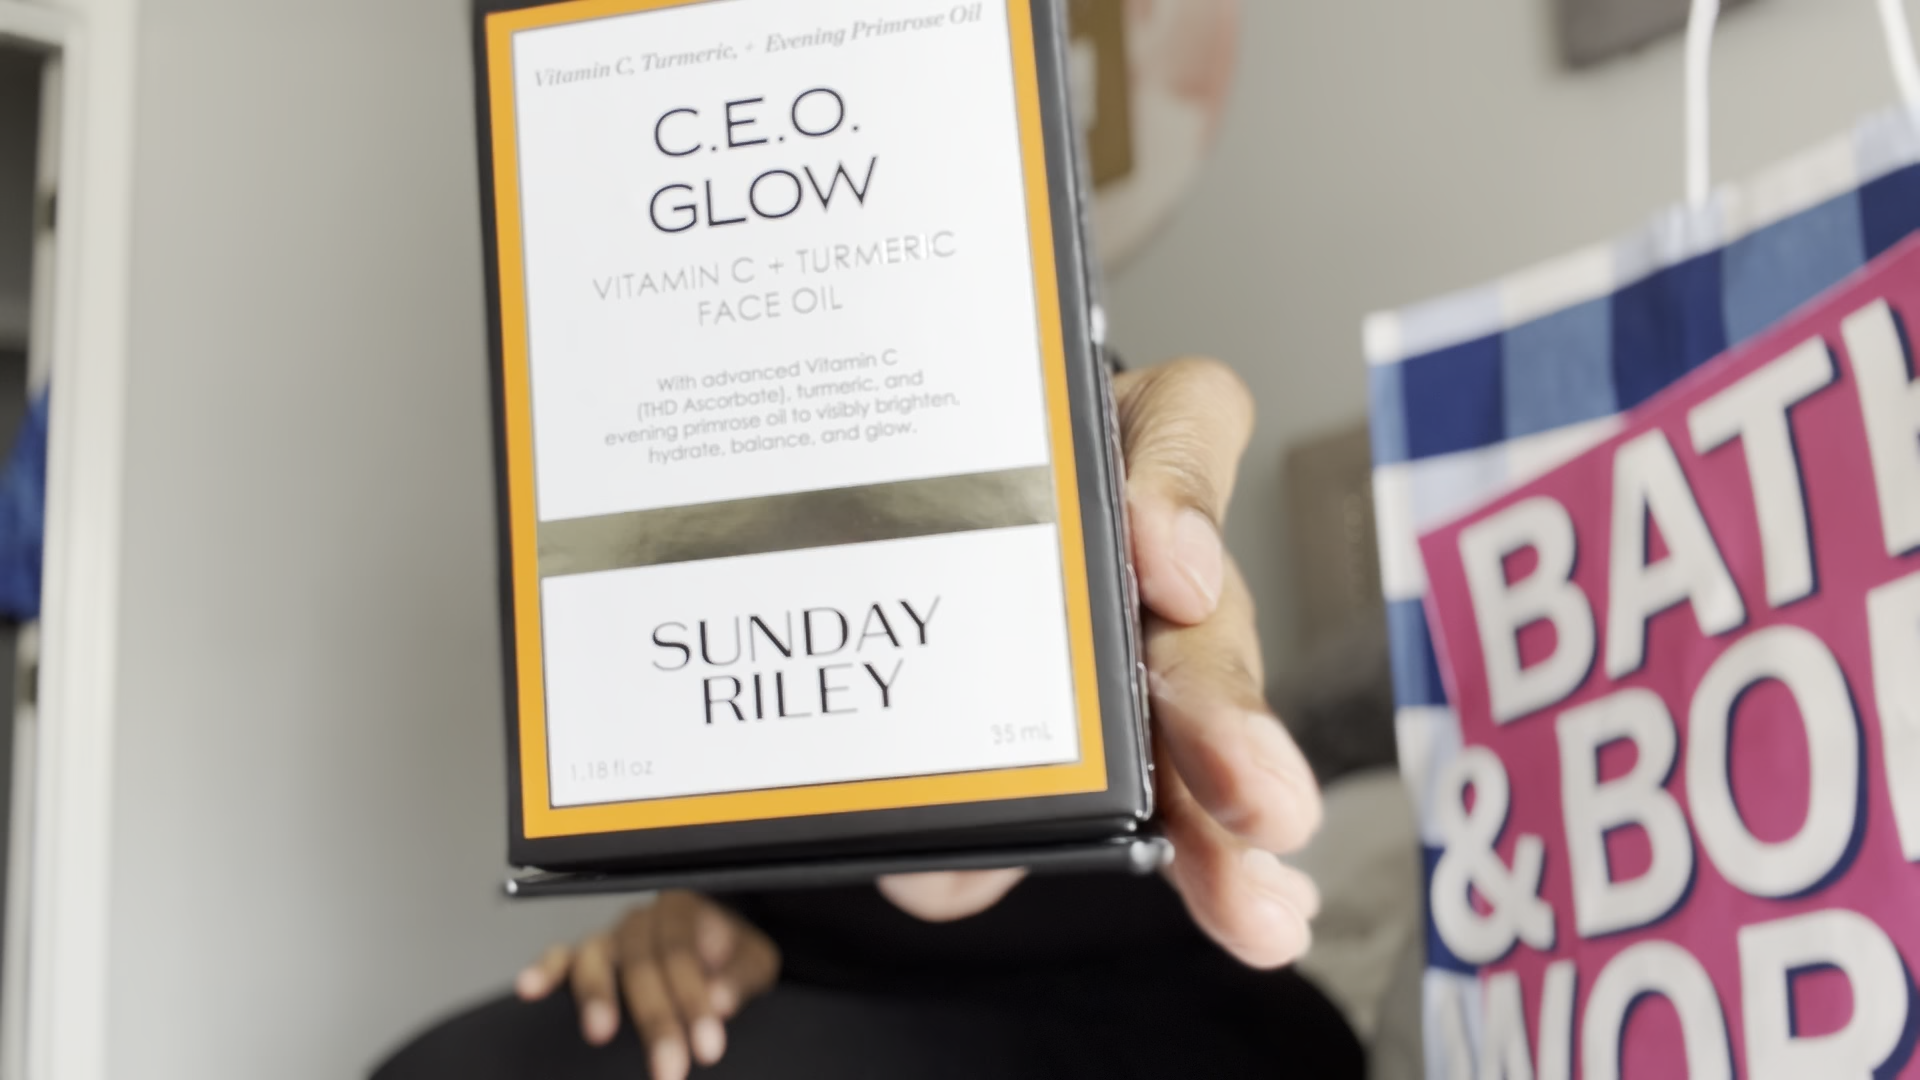 Vitamin C, Turmeric, + Evening Primrose Oil
C.E.O.
GLOW
VITAMIN C + TURMERIC
FACE OIL
With advanced Vitamin C
(THD Ascorbate), turmeric, and
evening primrose oil to visibly brighten,
hydrate, balance, and glow.
SUNDAY
RILEY
1.18 fl oz
35 mL
BATH
& BO
WOR